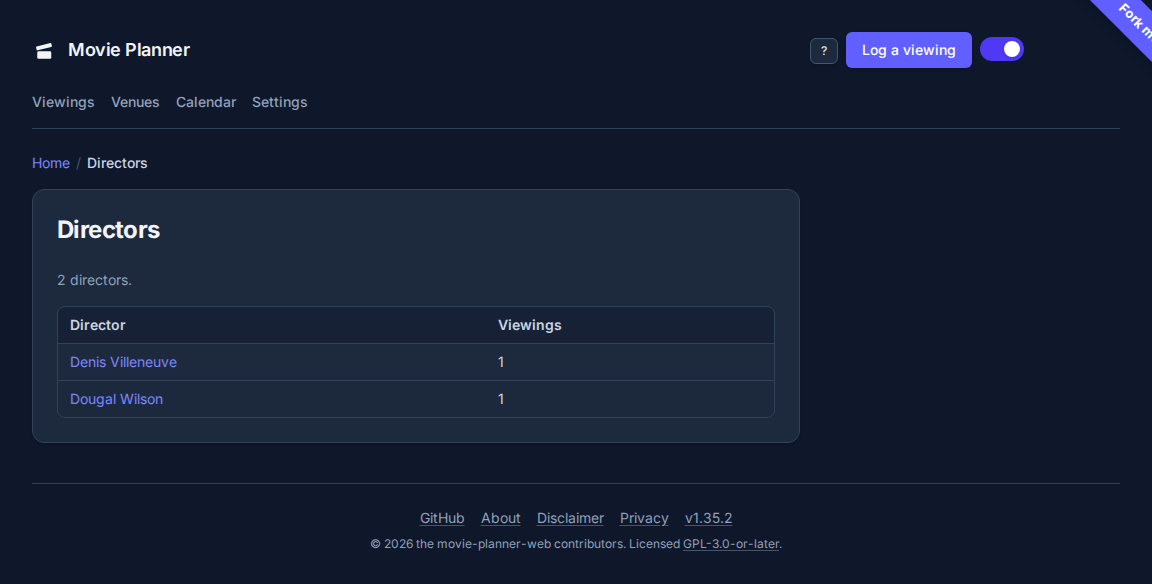 Fork m
Movie Planner
? Log a viewing
Viewings Venues Calendar Settings
Home / Directors
Directors
2 directors.
Director Viewings
Denis Villeneuve 1
Dougal Wilson 1
GitHub About Disclaimer Privacy v1.35.2
© 2026 the movie-planner-web contributors. Licensed GPL-3.0-or-later.